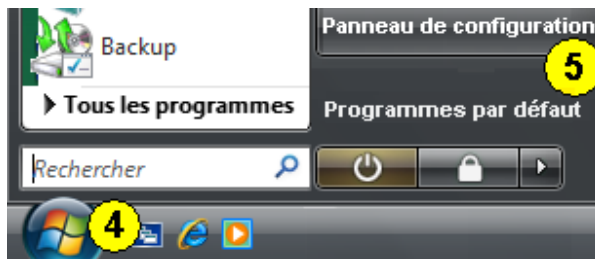 Panneau de configuration
Backup
5
Tous les programmes
Programmes par défaut
Rechercher
4